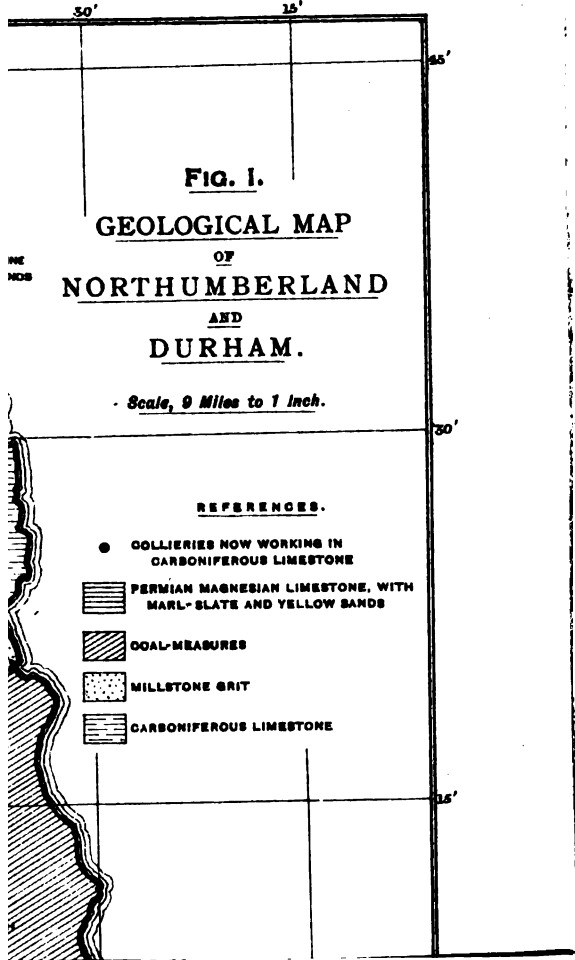 30' 15'
45'
FIG. I.
GEOLOGICAL MAP
OF
NORTHUMBERLAND
AND
DURHAM.
Scale, 9 Miles to 1 Inch.
30'
REFERENCES.
COLLIERIES NOW WORKING IN
CARBONIFEROUS LIMESTONE
PERMIAN MAGNESIAN LIMESTONE, WITH
MARL-SLATE AND YELLOW SANDS
COAL-MEASURES
MILLSTONE GRIT
CARBONIFEROUS LIMESTONE
15'